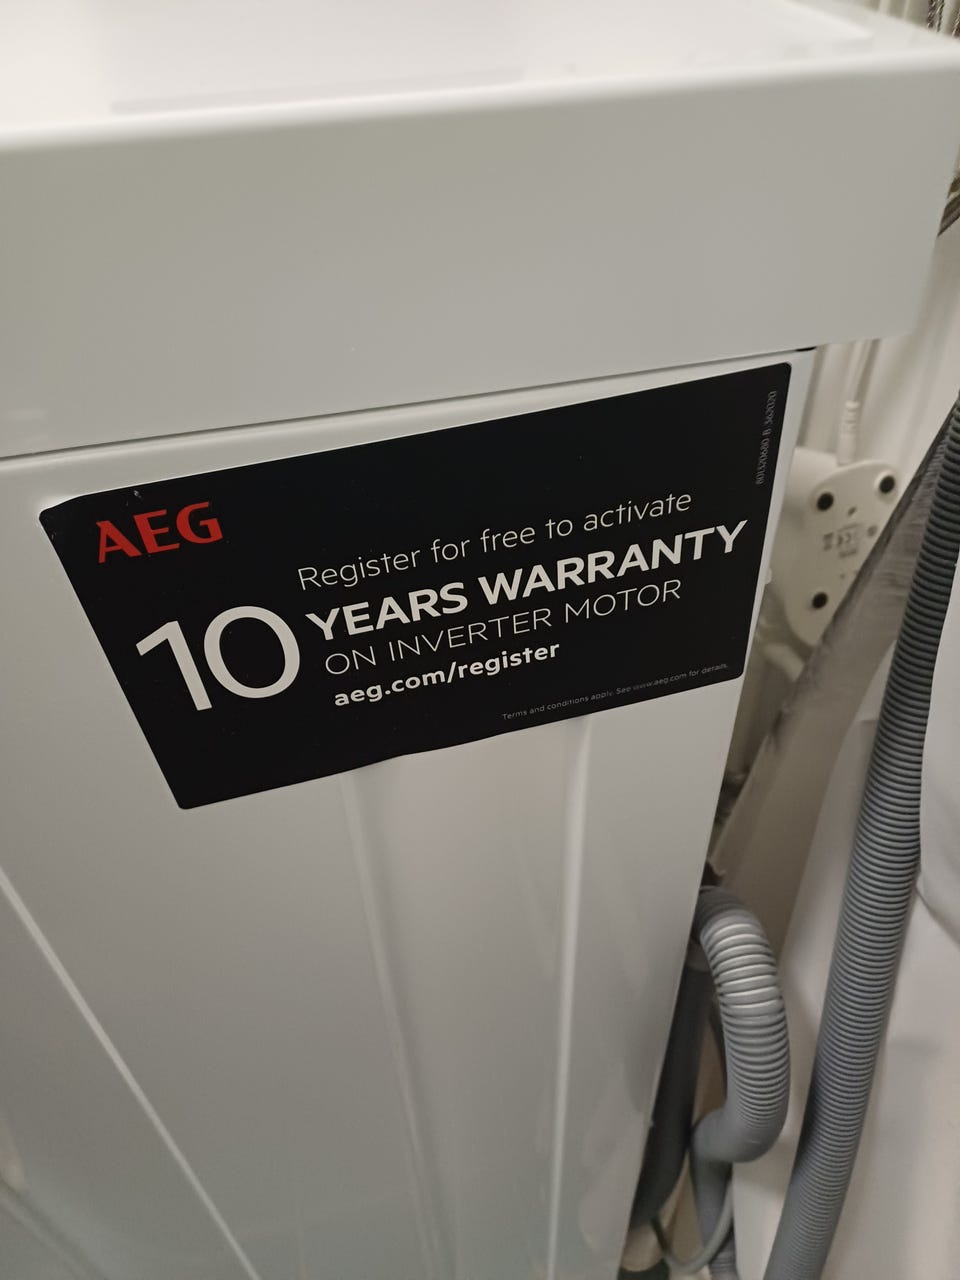 AEG
Register for free to activate
10 YEARS WARRANTY
ON INVERTER MOTOR
aeg.com/register
Terms and conditions apply. See www.aeg.com for details.